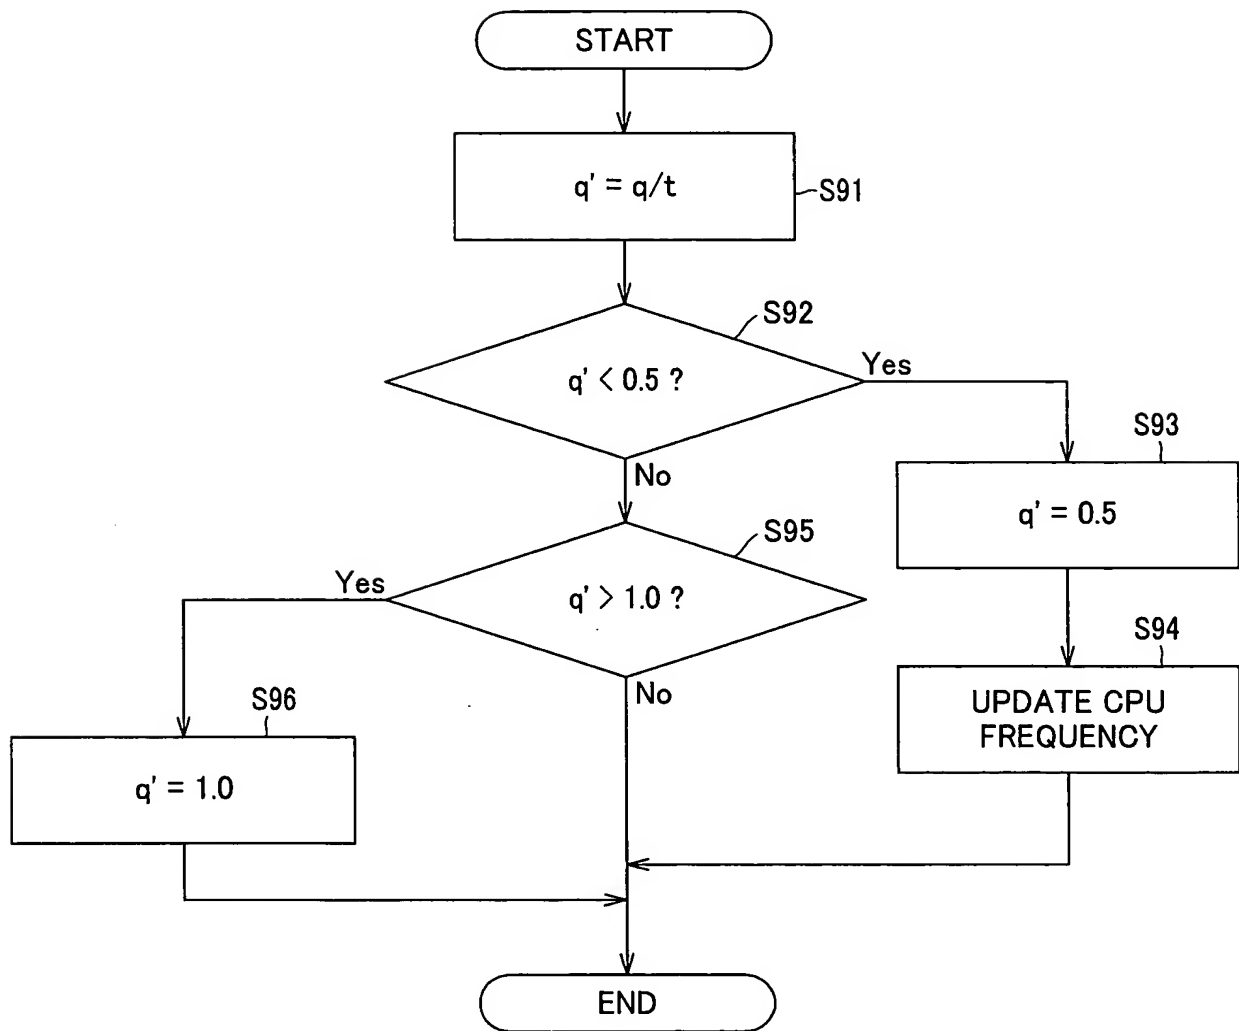 START
q' = q/t
S91
S92
q' < 0.5 ?
Yes
No
S93
q' = 0.5
S95
q' > 1.0 ?
Yes
No
S94
UPDATE CPU
FREQUENCY
S96
q' = 1.0
END